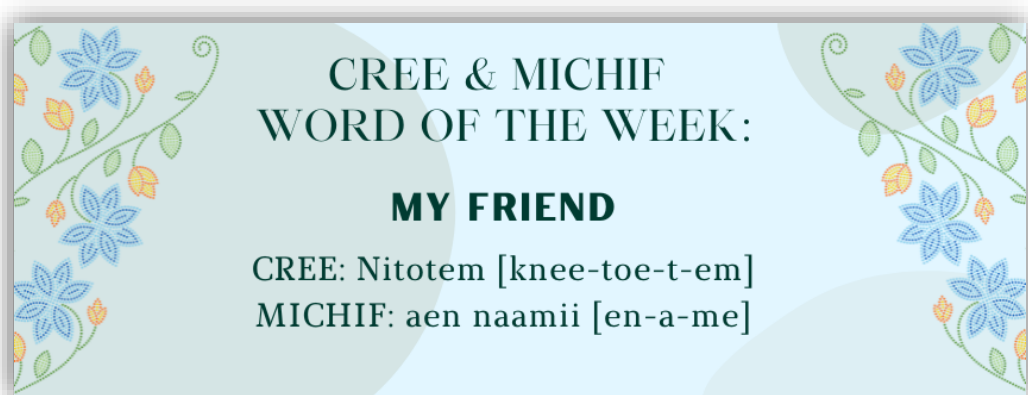 CREE & MICHIF
WORD OF THE WEEK:
MY FRIEND
CREE: Nitotem [knee-toe-t-em]
MICHIF: aen naamii [en-a-me]